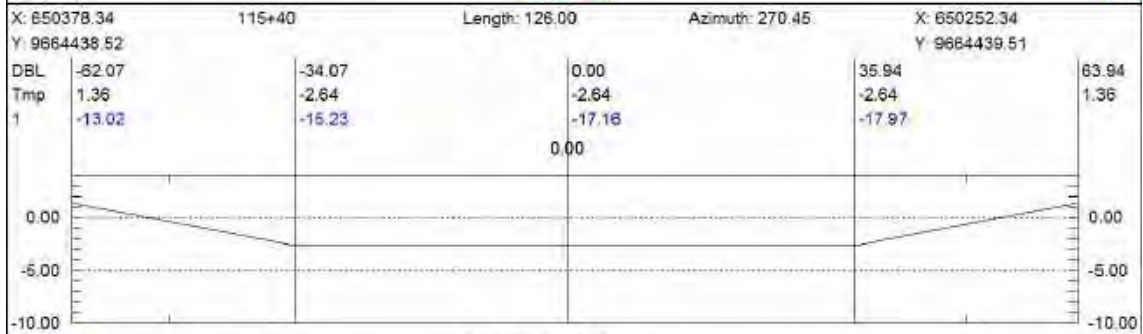 X: 650378.34 115+40 Length: 126.00 Azimuth: 270.45 X: 650252.34
Y: 9664438.52 Y: 9664439.51
DBL -62.07 -34.07 0.00 35.94 63.94
Tmp 1.36 -2.64 -2.64 -2.64 1.36
1 -13.02 -15.23 -17.16 -17.97
0.00
0.00 0.00
-5.00 -5.00
-10.00 -10.00